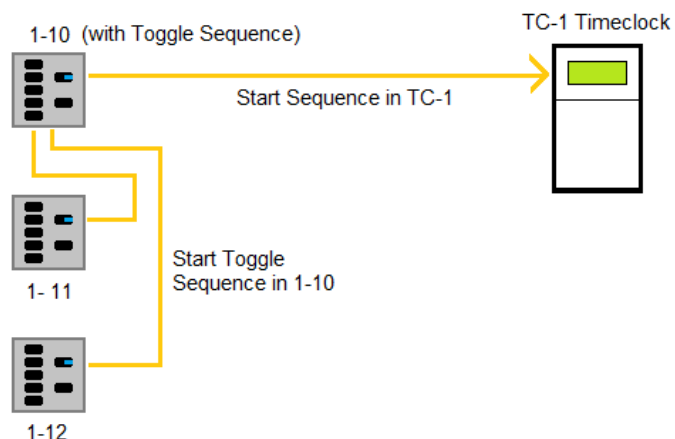 TC-1 Timeclock
1-10 (with Toggle Sequence)
Start Sequence in TC-1
Start Toggle
Sequence in 1-10
1- 11
1-12